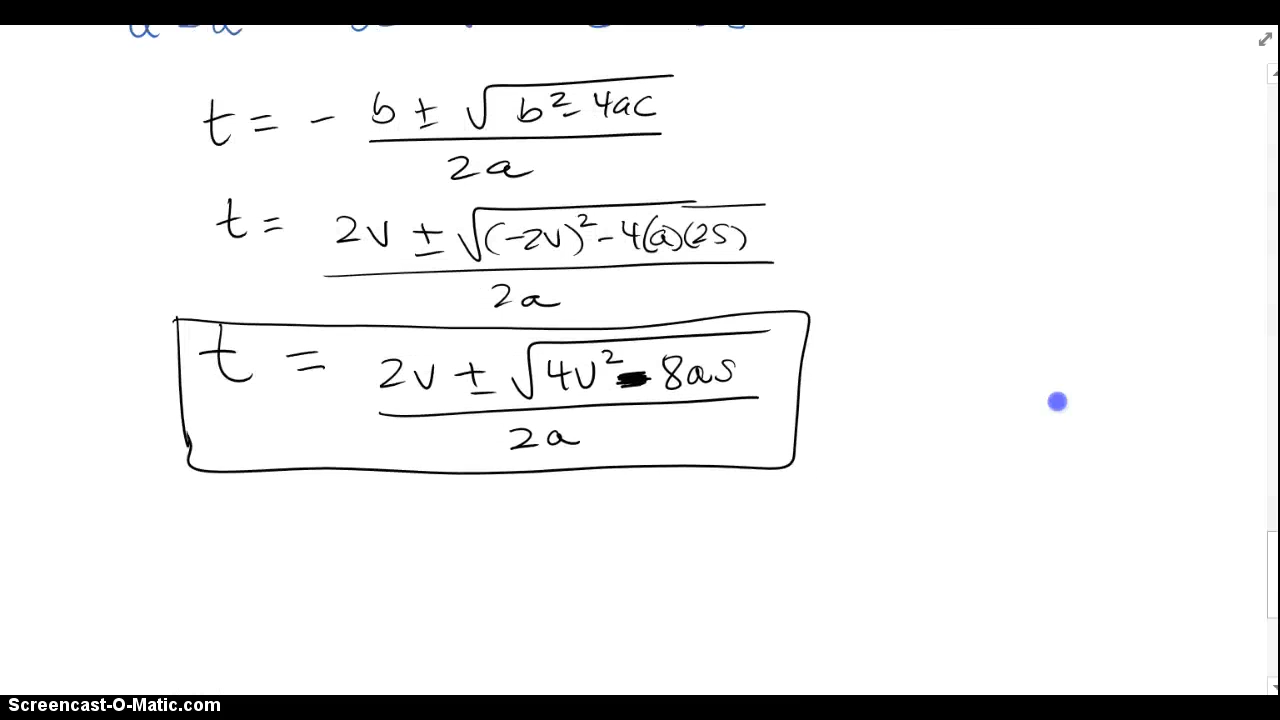 t = - b ± √(b² - 4ac) / 2a
t = 2v ± √((-2v)² - 4(a)(2s)) / 2a
t = 2v ± √(4v² - 8as) / 2a
Screencast-O-Matic.com